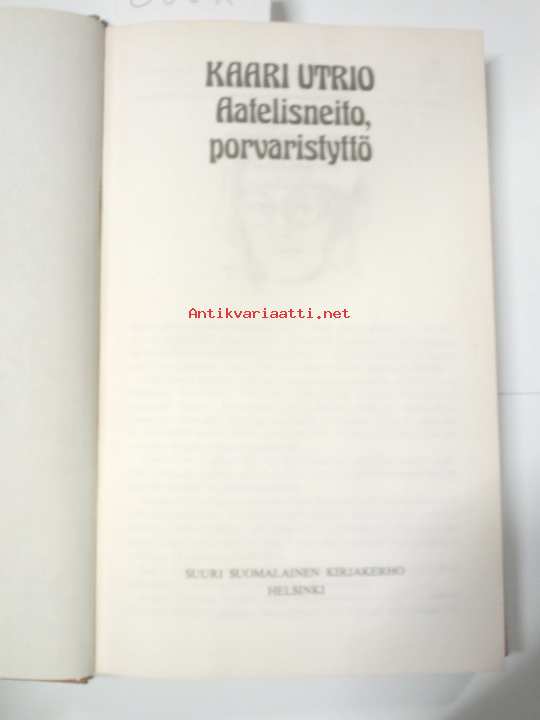 KAARI UTRIO
Aatelisneito,
porvaristyttö
Antikvariaatti.net
SUURI SUOMALAINEN KIRJAKERHO
HELSINKI